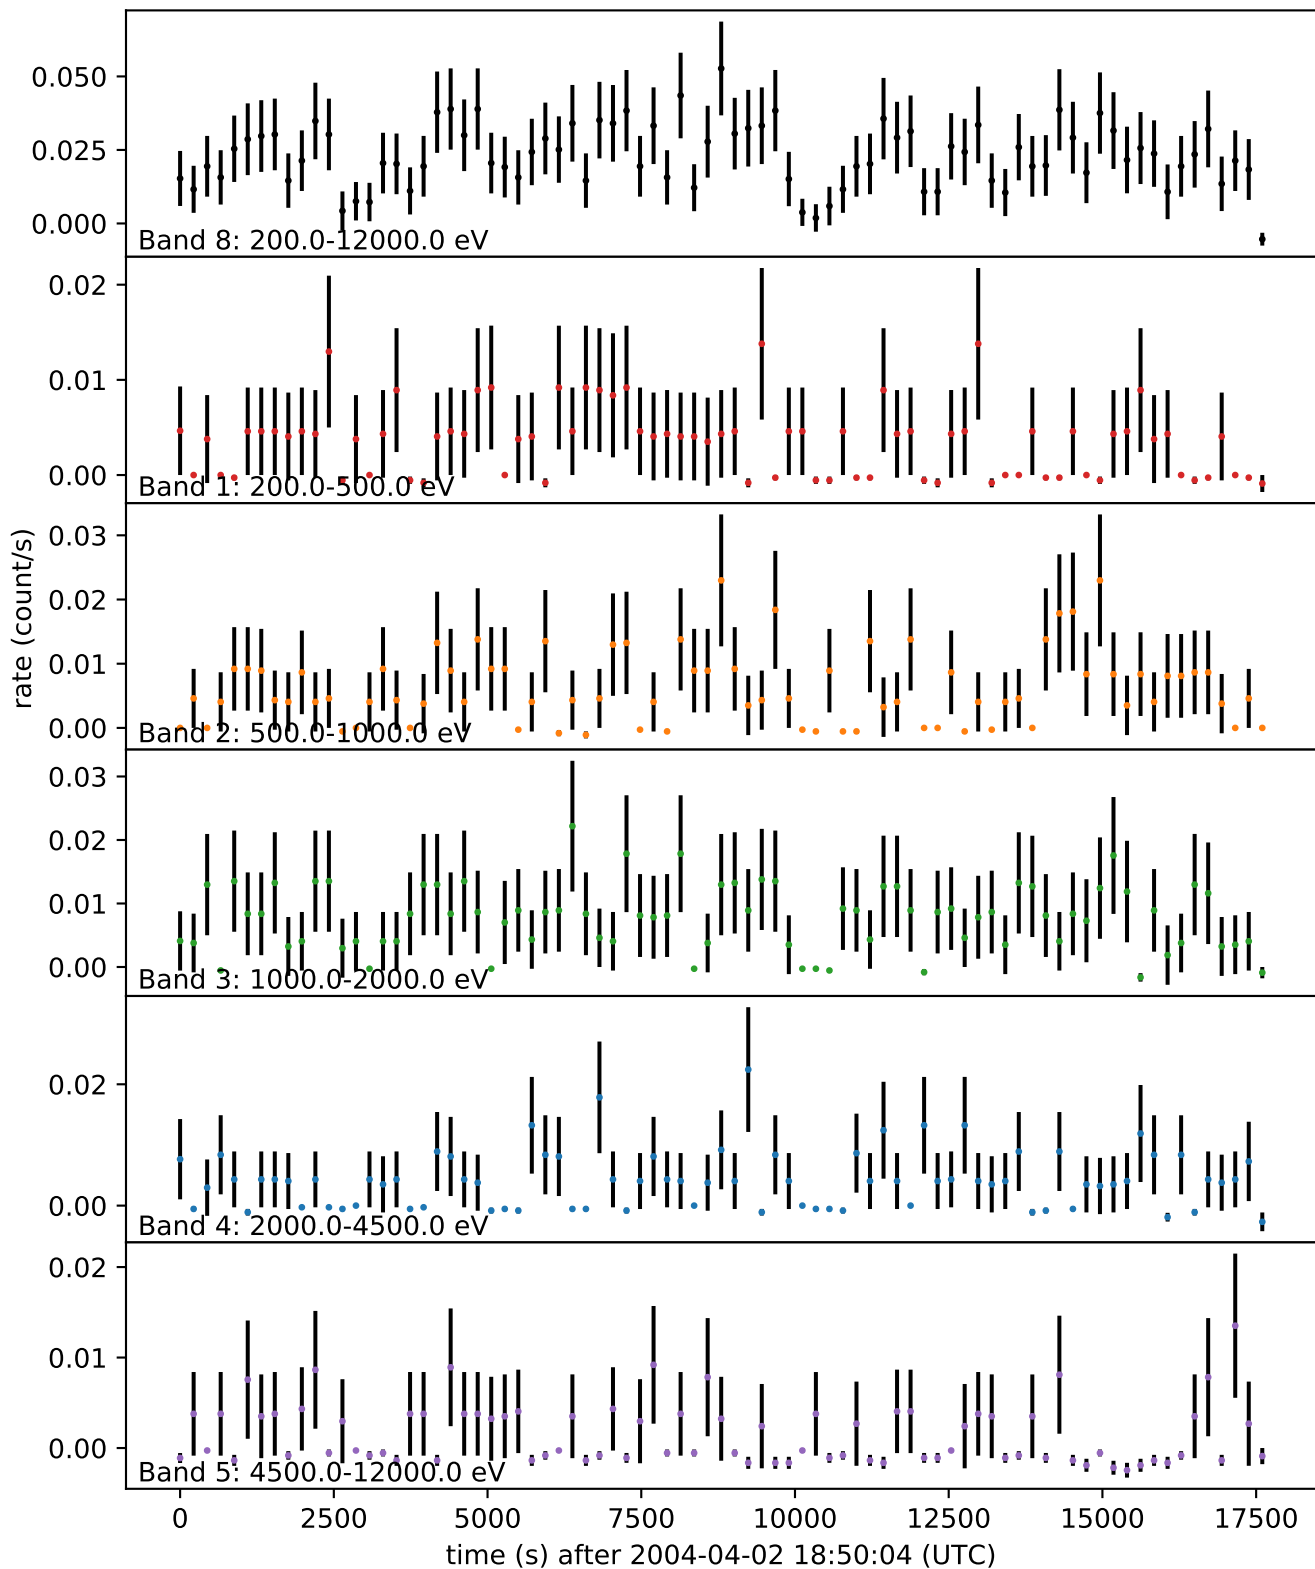 0.050
0.025
0.000
Band 8: 200.0-12000.0 eV
0.02
0.01
0.00
Band 1: 200.0-500.0 eV
0.03
0.02
0.01
0.00
Band 2: 500.0-1000.0 eV
rate (count/s)
0.03
0.02
0.01
0.00
Band 3: 1000.0-2000.0 eV
0.02
0.00
Band 4: 2000.0-4500.0 eV
0.02
0.01
0.00
Band 5: 4500.0-12000.0 eV
0 2500 5000 7500 10000 12500 15000 17500
time (s) after 2004-04-02 18:50:04 (UTC)